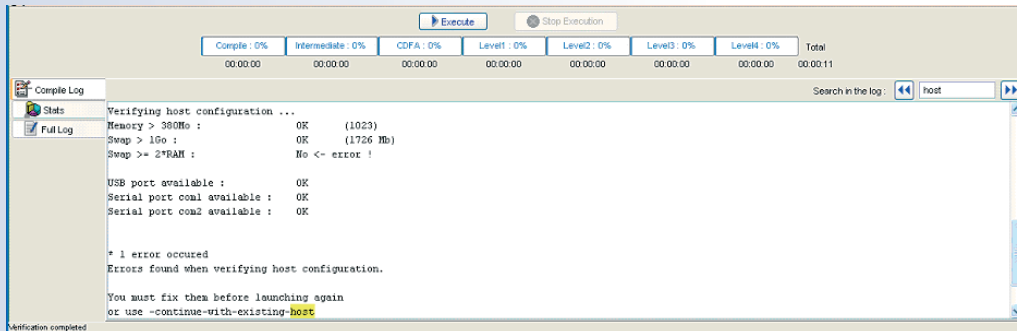 Execute
Stop Execution
Compile : 0% Intermediate : 0% CDFA : 0% Level1 : 0% Level2 : 0% Level3 : 0% Level4 : 0% Total
00:00:00 00:00:00 00:00:00 00:00:00 00:00:00 00:00:00 00:00:00 00:00:11
Compile Log
Search in the log : host
Stats
Full Log
Verifying host configuration ...
Memory > 380Mo : OK (1023)
Swap > 1Go : OK (1726 Mb)
Swap >= 2*RAM : No <- error !
USB port available : OK
Serial port com1 available : OK
Serial port com2 available : OK
* 1 error occured
Errors found when verifying host configuration.
You must fix them before launching again
or use -continue-with-existing-host
Verification completed